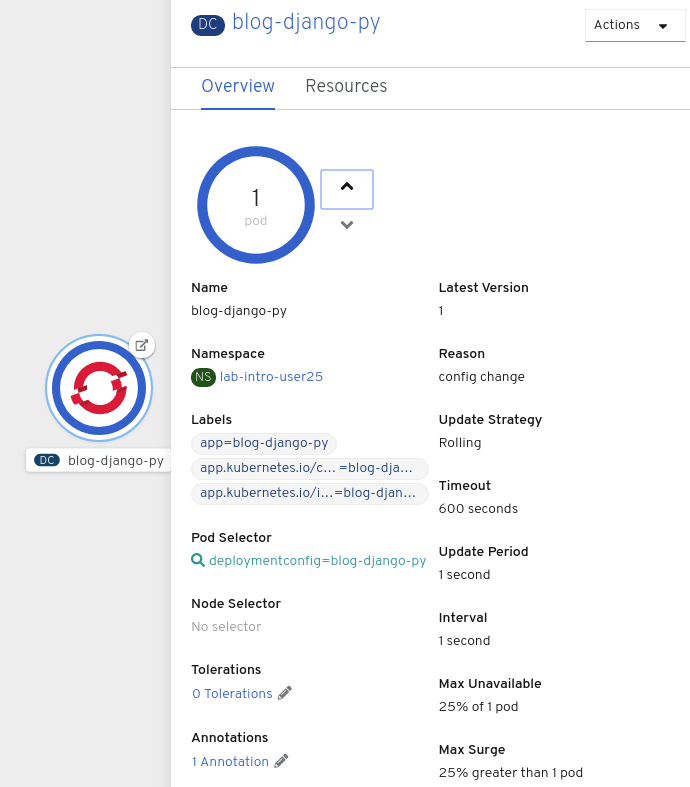 DC blog-django-py
Actions
Overview Resources
1
pod
Name
blog-django-py
Namespace
NS lab-intro-user25
Labels
app=blog-django-py
app.kubernetes.io/c... =blog-dja...
app.kubernetes.io/i...=blog-djan...
Pod Selector
deploymentconfig=blog-django-py
Node Selector
No selector
Tolerations
0 Tolerations
Annotations
1 Annotation
Latest Version
1
Reason
config change
Update Strategy
Rolling
Timeout
600 seconds
Update Period
1 second
Interval
1 second
Max Unavailable
25% of 1 pod
Max Surge
25% greater than 1 pod
DC blog-django-py